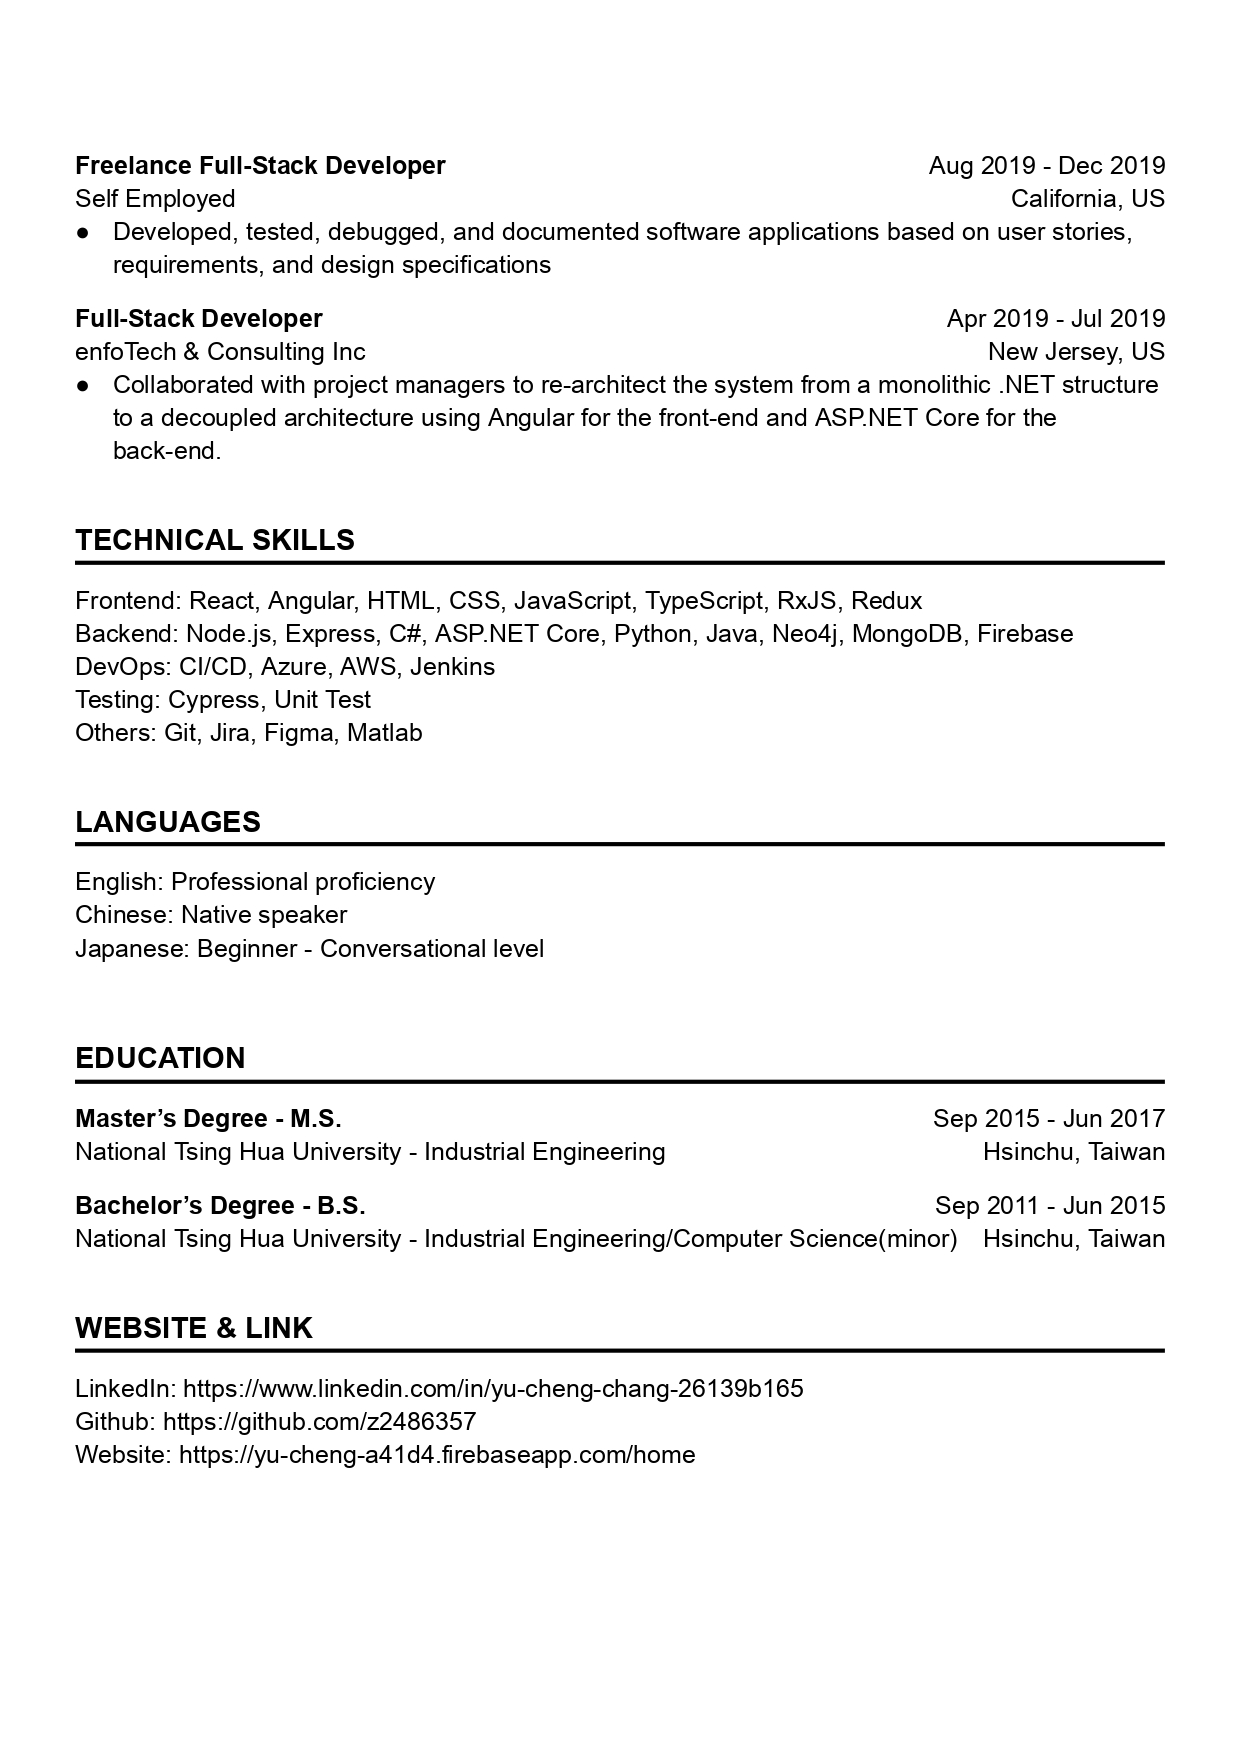 Freelance Full-Stack Developer Aug 2019 - Dec 2019
Self Employed California, US
● Developed, tested, debugged, and documented software applications based on user stories,
requirements, and design specifications
Full-Stack Developer Apr 2019 - Jul 2019
enfoTech & Consulting Inc New Jersey, US
● Collaborated with project managers to re-architect the system from a monolithic .NET structure
to a decoupled architecture using Angular for the front-end and ASP.NET Core for the
back-end.
TECHNICAL SKILLS
Frontend: React, Angular, HTML, CSS, JavaScript, TypeScript, RxJS, Redux
Backend: Node.js, Express, C#, ASP.NET Core, Python, Java, Neo4j, MongoDB, Firebase
DevOps: CI/CD, Azure, AWS, Jenkins
Testing: Cypress, Unit Test
Others: Git, Jira, Figma, Matlab
LANGUAGES
English: Professional proficiency
Chinese: Native speaker
Japanese: Beginner - Conversational level
EDUCATION
Master’s Degree - M.S. Sep 2015 - Jun 2017
National Tsing Hua University - Industrial Engineering Hsinchu, Taiwan
Bachelor’s Degree - B.S. Sep 2011 - Jun 2015
National Tsing Hua University - Industrial Engineering/Computer Science(minor) Hsinchu, Taiwan
WEBSITE & LINK
LinkedIn: https://www.linkedin.com/in/yu-cheng-chang-26139b165
Github: https://github.com/z2486357
Website: https://yu-cheng-a41d4.firebaseapp.com/home